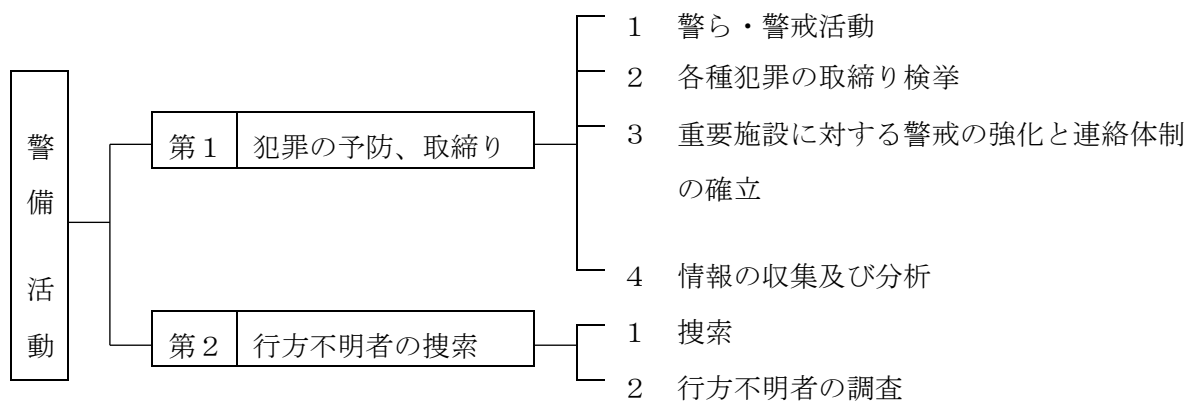 警備活動
第1 犯罪の予防、取締り
1 警ら・警戒活動
2 各種犯罪の取締り検挙
3 重要施設に対する警戒の強化と連絡体制
の確立
4 情報の収集及び分析
第2 行方不明者の捜索
1 捜索
2 行方不明者の調査